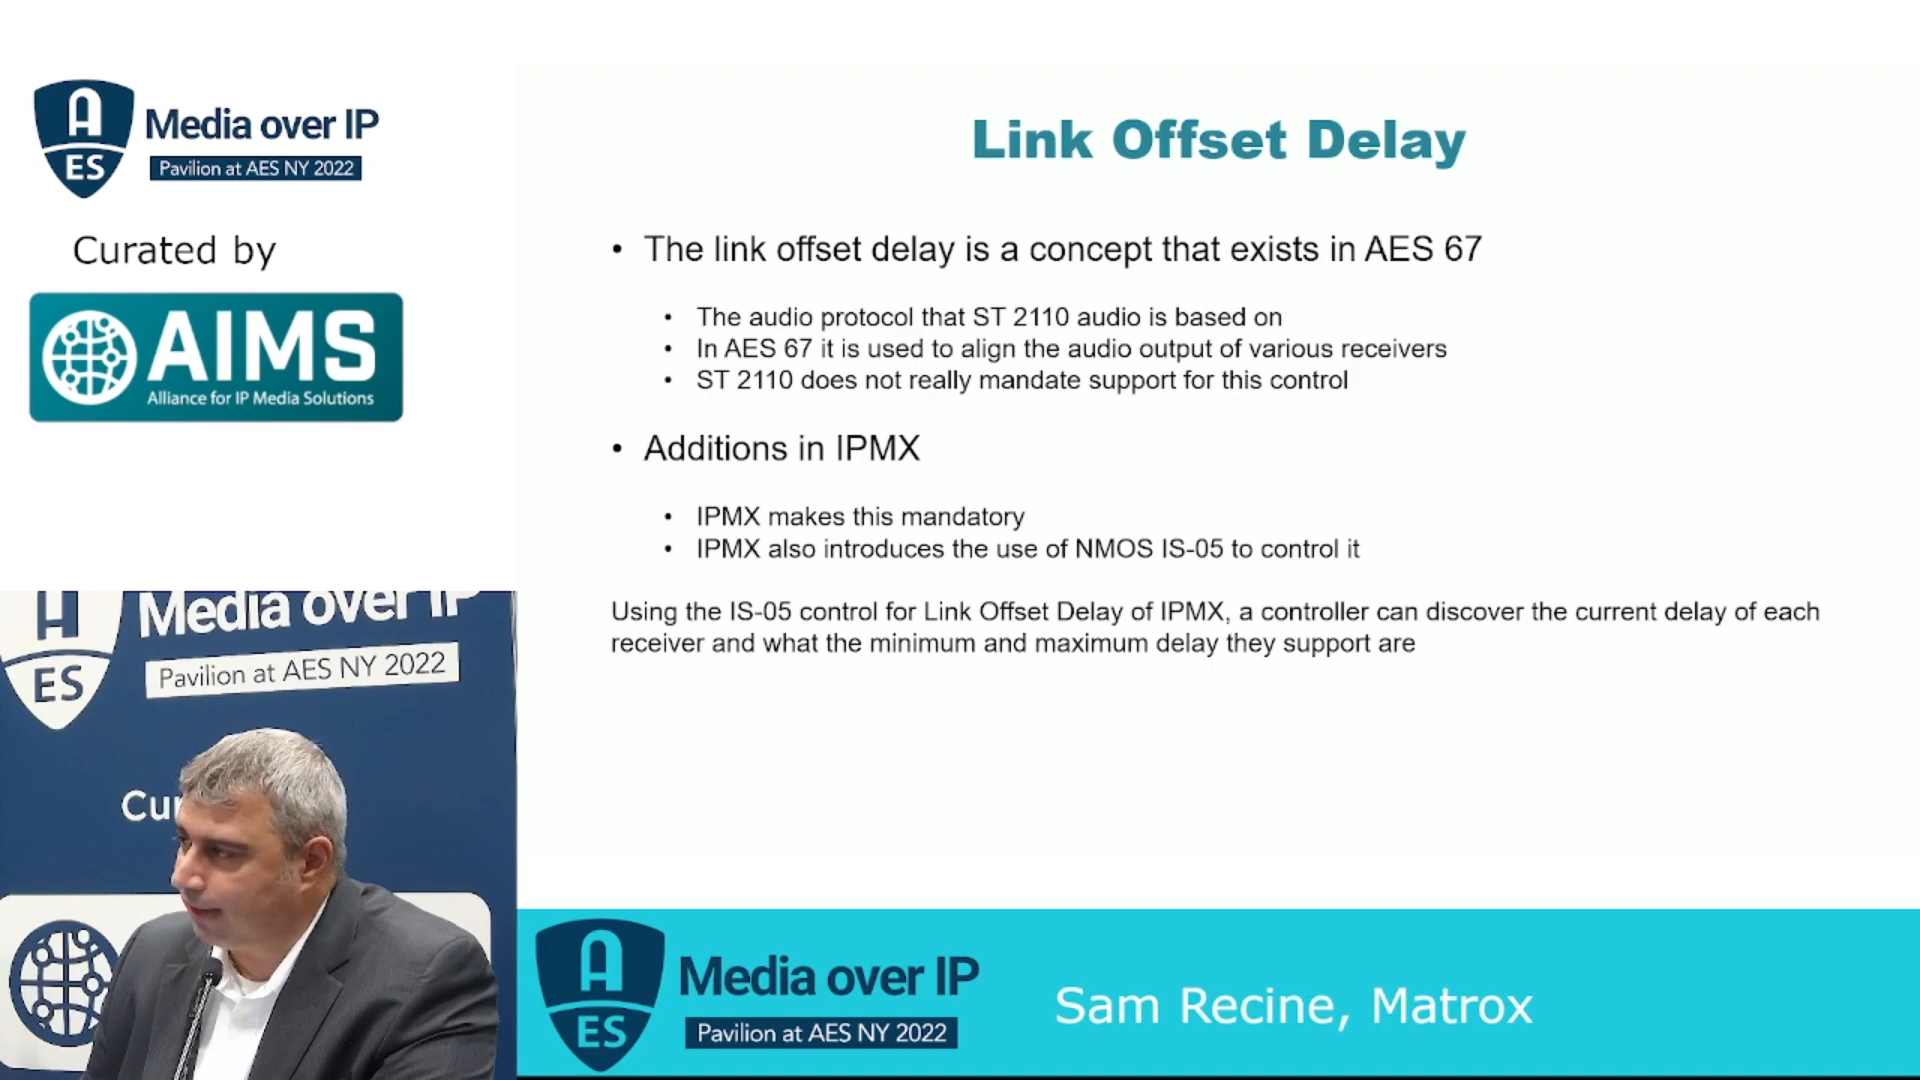 A
ES
Media over IP
Pavilion at AES NY 2022
Curated by
AIMS
Alliance for IP Media Solutions
Link Offset Delay
• The link offset delay is a concept that exists in AES 67
• The audio protocol that ST 2110 audio is based on
• In AES 67 it is used to align the audio output of various receivers
• ST 2110 does not really mandate support for this control
• Additions in IPMX
• IPMX makes this mandatory
• IPMX also introduces the use of NMOS IS-05 to control it
Using the IS-05 control for Link Offset Delay of IPMX, a controller can discover the current delay of each
receiver and what the minimum and maximum delay they support are
A
ES
Media over IP
Pavilion at AES NY 2022
Cu
A
ES
Media over IP
Pavilion at AES NY 2022
Sam Recine, Matrox